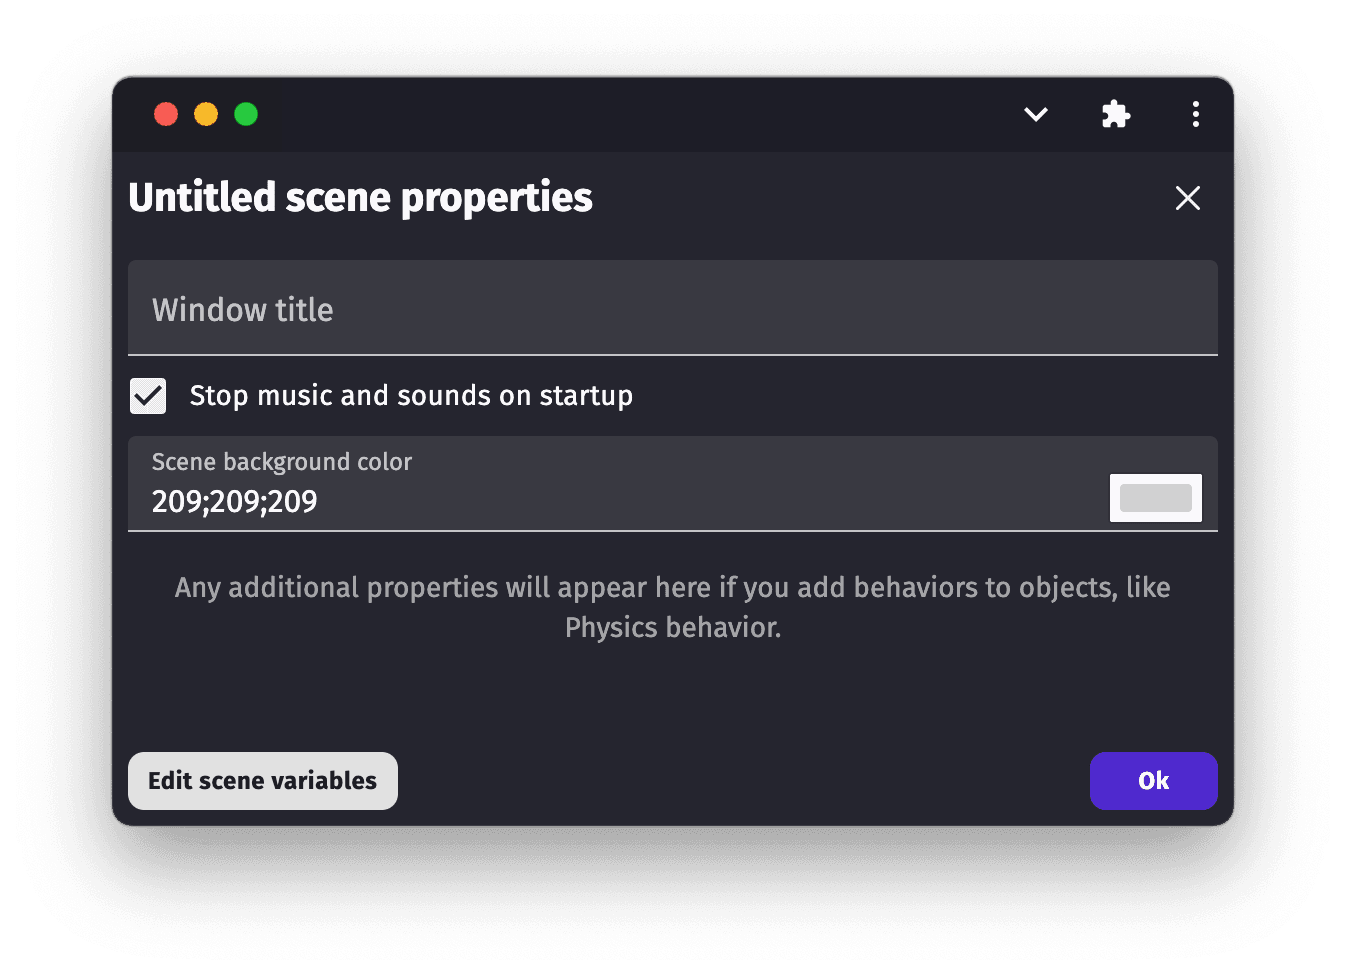 Untitled scene properties
Window title
Stop music and sounds on startup
Scene background color
209;209;209
Any additional properties will appear here if you add behaviors to objects, like
Physics behavior.
Edit scene variables
Ok